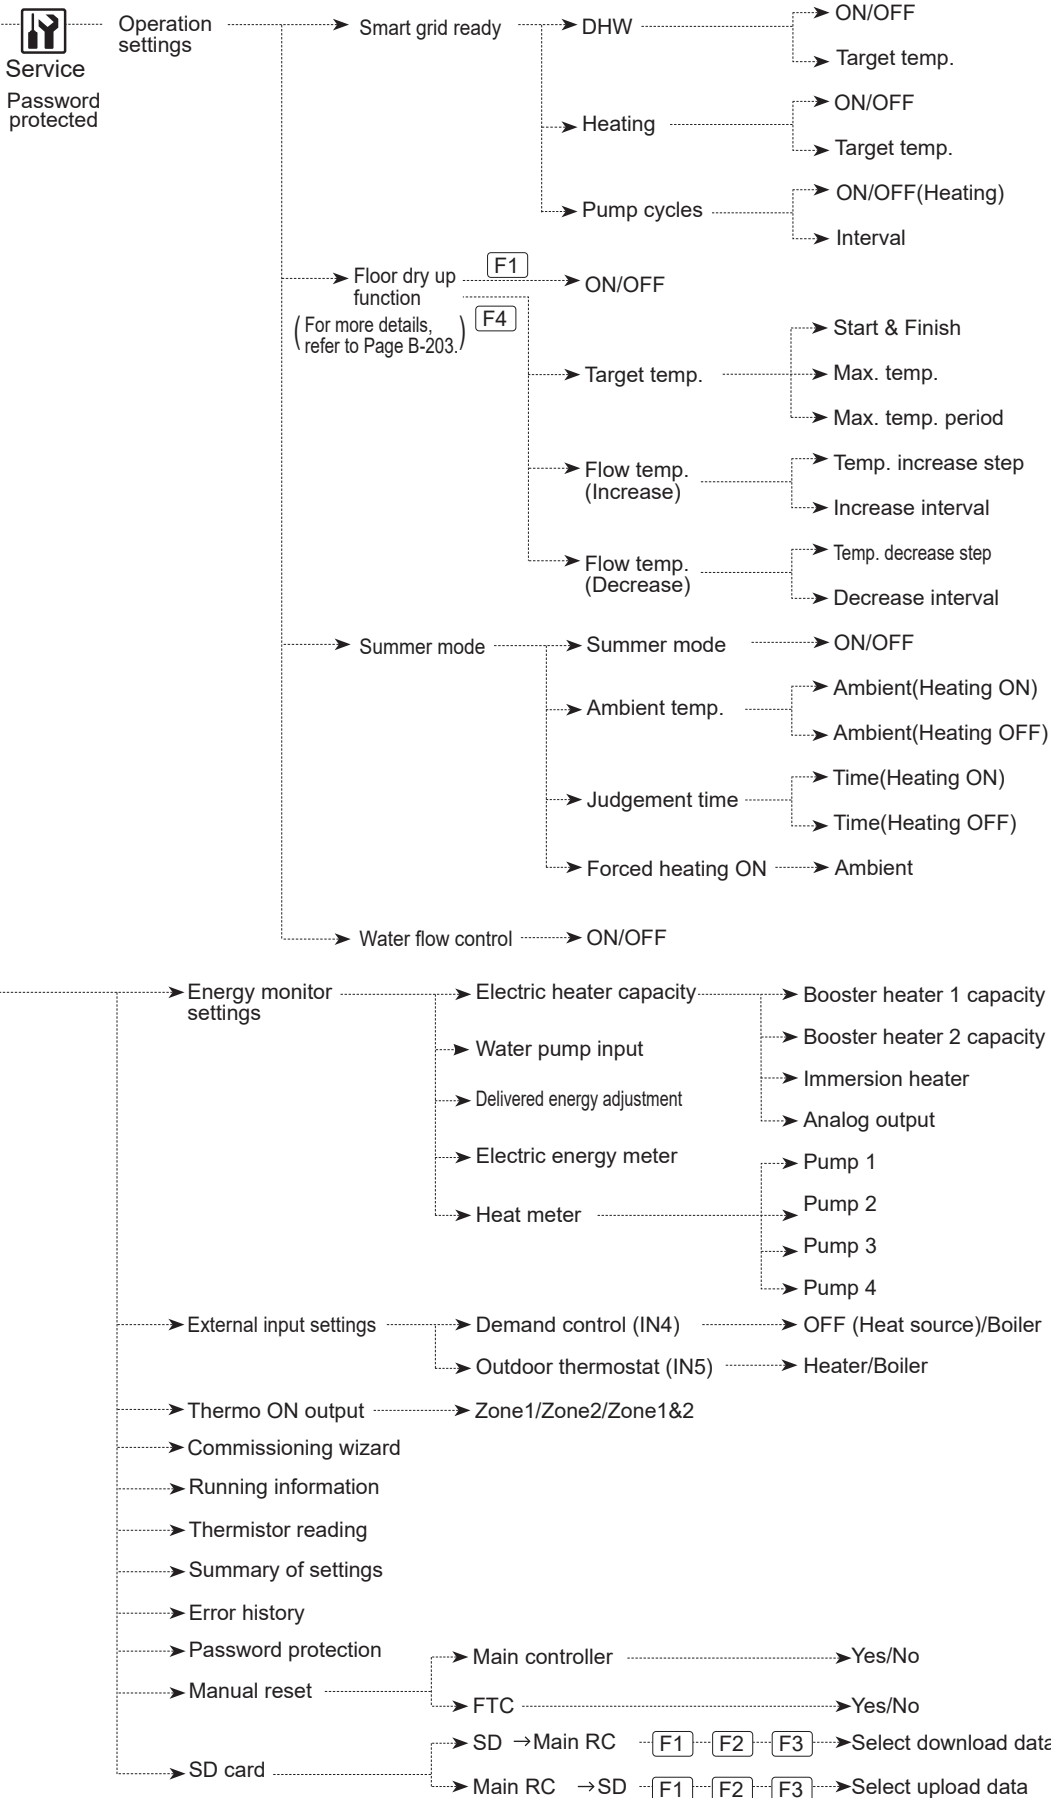 Service
Password
protected
Operation
settings
Smart grid ready
DHW
ON/OFF
Target temp.
Heating
ON/OFF
Target temp.
Pump cycles
ON/OFF(Heating)
Interval
Floor dry up
function
(For more details,
refer to Page B-203.)
F1
ON/OFF
F4
Target temp.
Start & Finish
Max. temp.
Max. temp. period
Flow temp.
(Increase)
Temp. increase step
Increase interval
Flow temp.
(Decrease)
Temp. decrease step
Decrease interval
Summer mode
Summer mode
ON/OFF
Ambient temp.
Ambient(Heating ON)
Ambient(Heating OFF)
Judgement time
Time(Heating ON)
Time(Heating OFF)
Forced heating ON
Ambient
Water flow control
ON/OFF
Energy monitor
settings
Electric heater capacity
Booster heater 1 capacity
Booster heater 2 capacity
Immersion heater
Analog output
Water pump input
Delivered energy adjustment
Electric energy meter
Heat meter
Pump 1
Pump 2
Pump 3
Pump 4
External input settings
Demand control (IN4)
OFF (Heat source)/Boiler
Outdoor thermostat (IN5)
Heater/Boiler
Thermo ON output
Zone1/Zone2/Zone1&2
Commissioning wizard
Running information
Thermistor reading
Summary of settings
Error history
Password protection
Manual reset
Main controller
Yes/No
FTC
Yes/No
SD card
SD →Main RC
F1 F2 F3
Select download data
Main RC →SD
F1 F2 F3
Select upload data